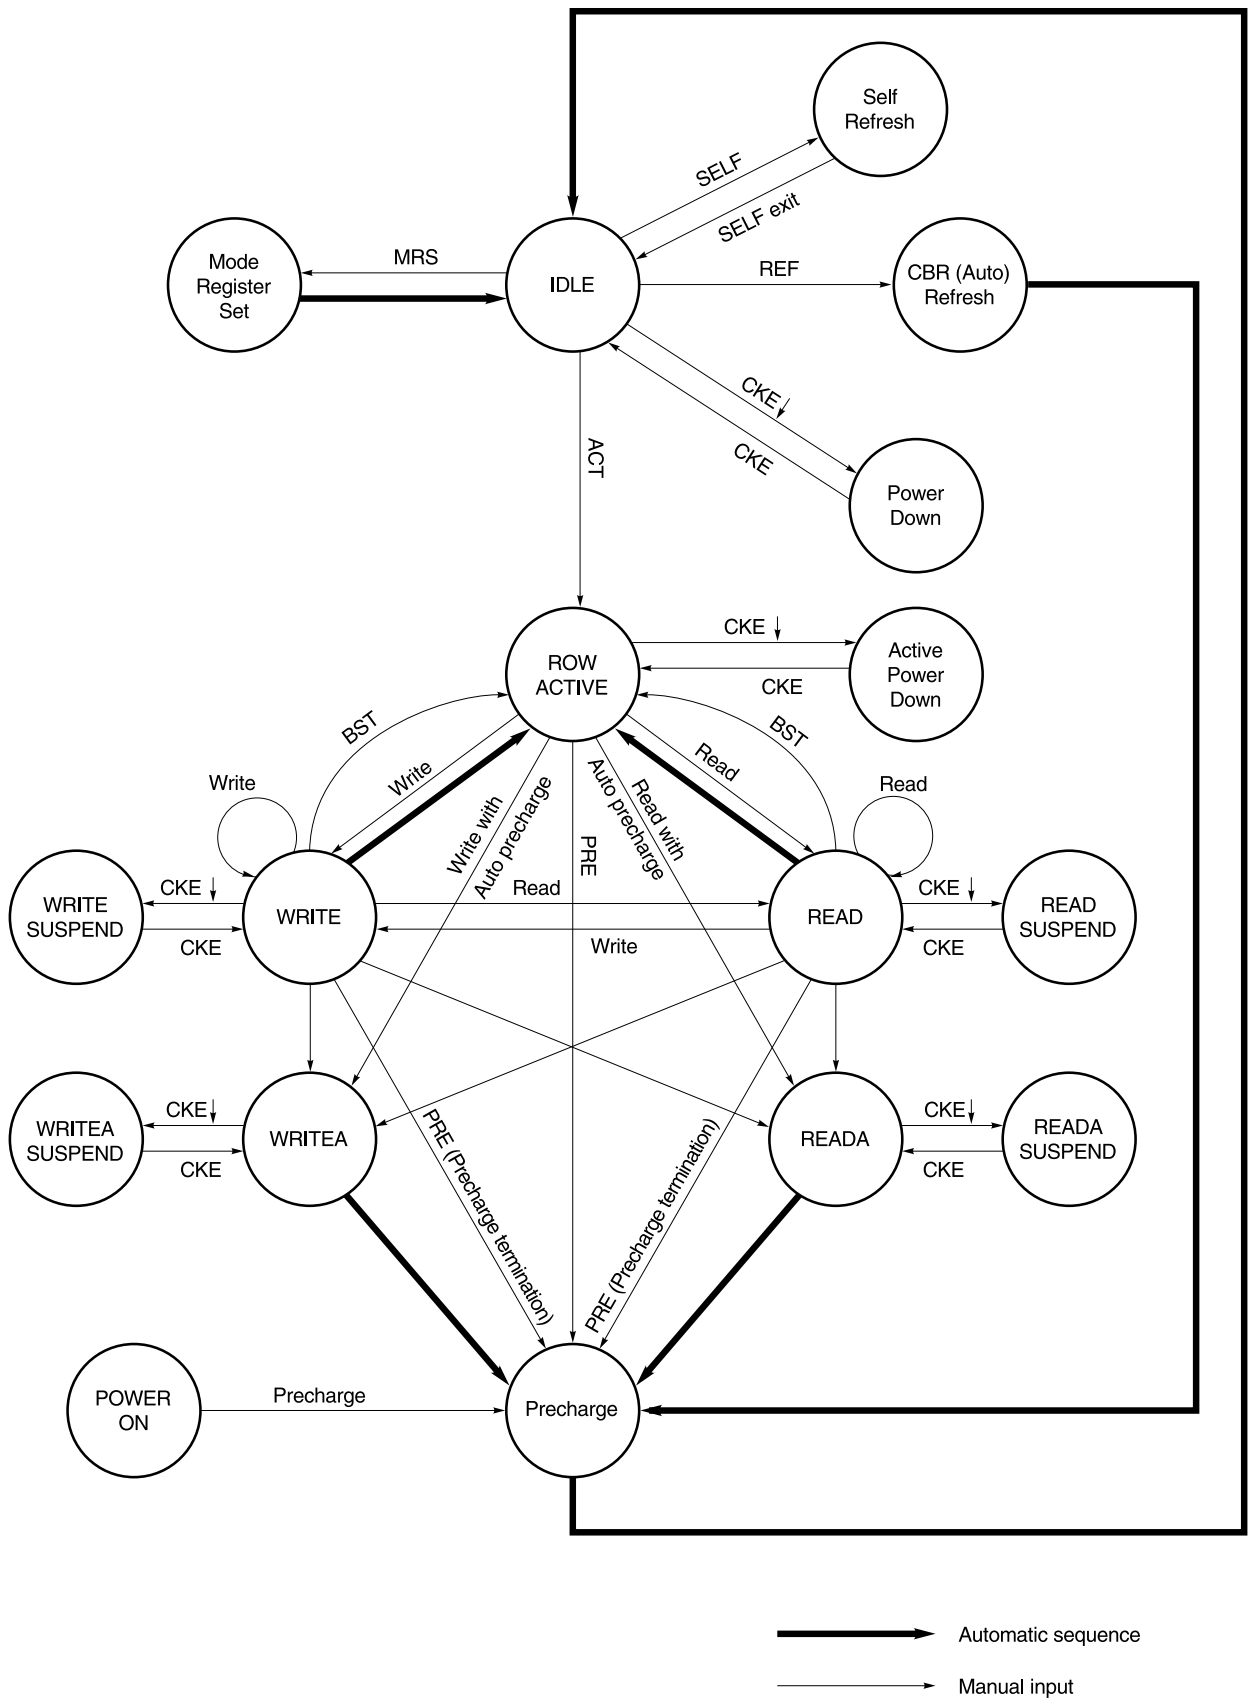 Self
Refresh
SELF
SELF exit
Mode
Register
Set
MRS
IDLE
REF
CBR (Auto)
Refresh
CKE
CKE
Power
Down
ACT
ROW
ACTIVE
CKE
CKE
Active
Power
Down
BST
BST
Write
Read
Write
Read
Write with
Auto precharge
Read with
Auto precharge
PRE
WRITE
SUSPEND
CKE
CKE
WRITE
Read
Write
READ
CKE
CKE
READ
SUSPEND
WRITEA
SUSPEND
CKE
CKE
WRITEA
PRE (Precharge termination)
PRE (Precharge termination)
READA
CKE
CKE
READA
SUSPEND
POWER
ON
Precharge
Precharge
Automatic sequence
Manual input